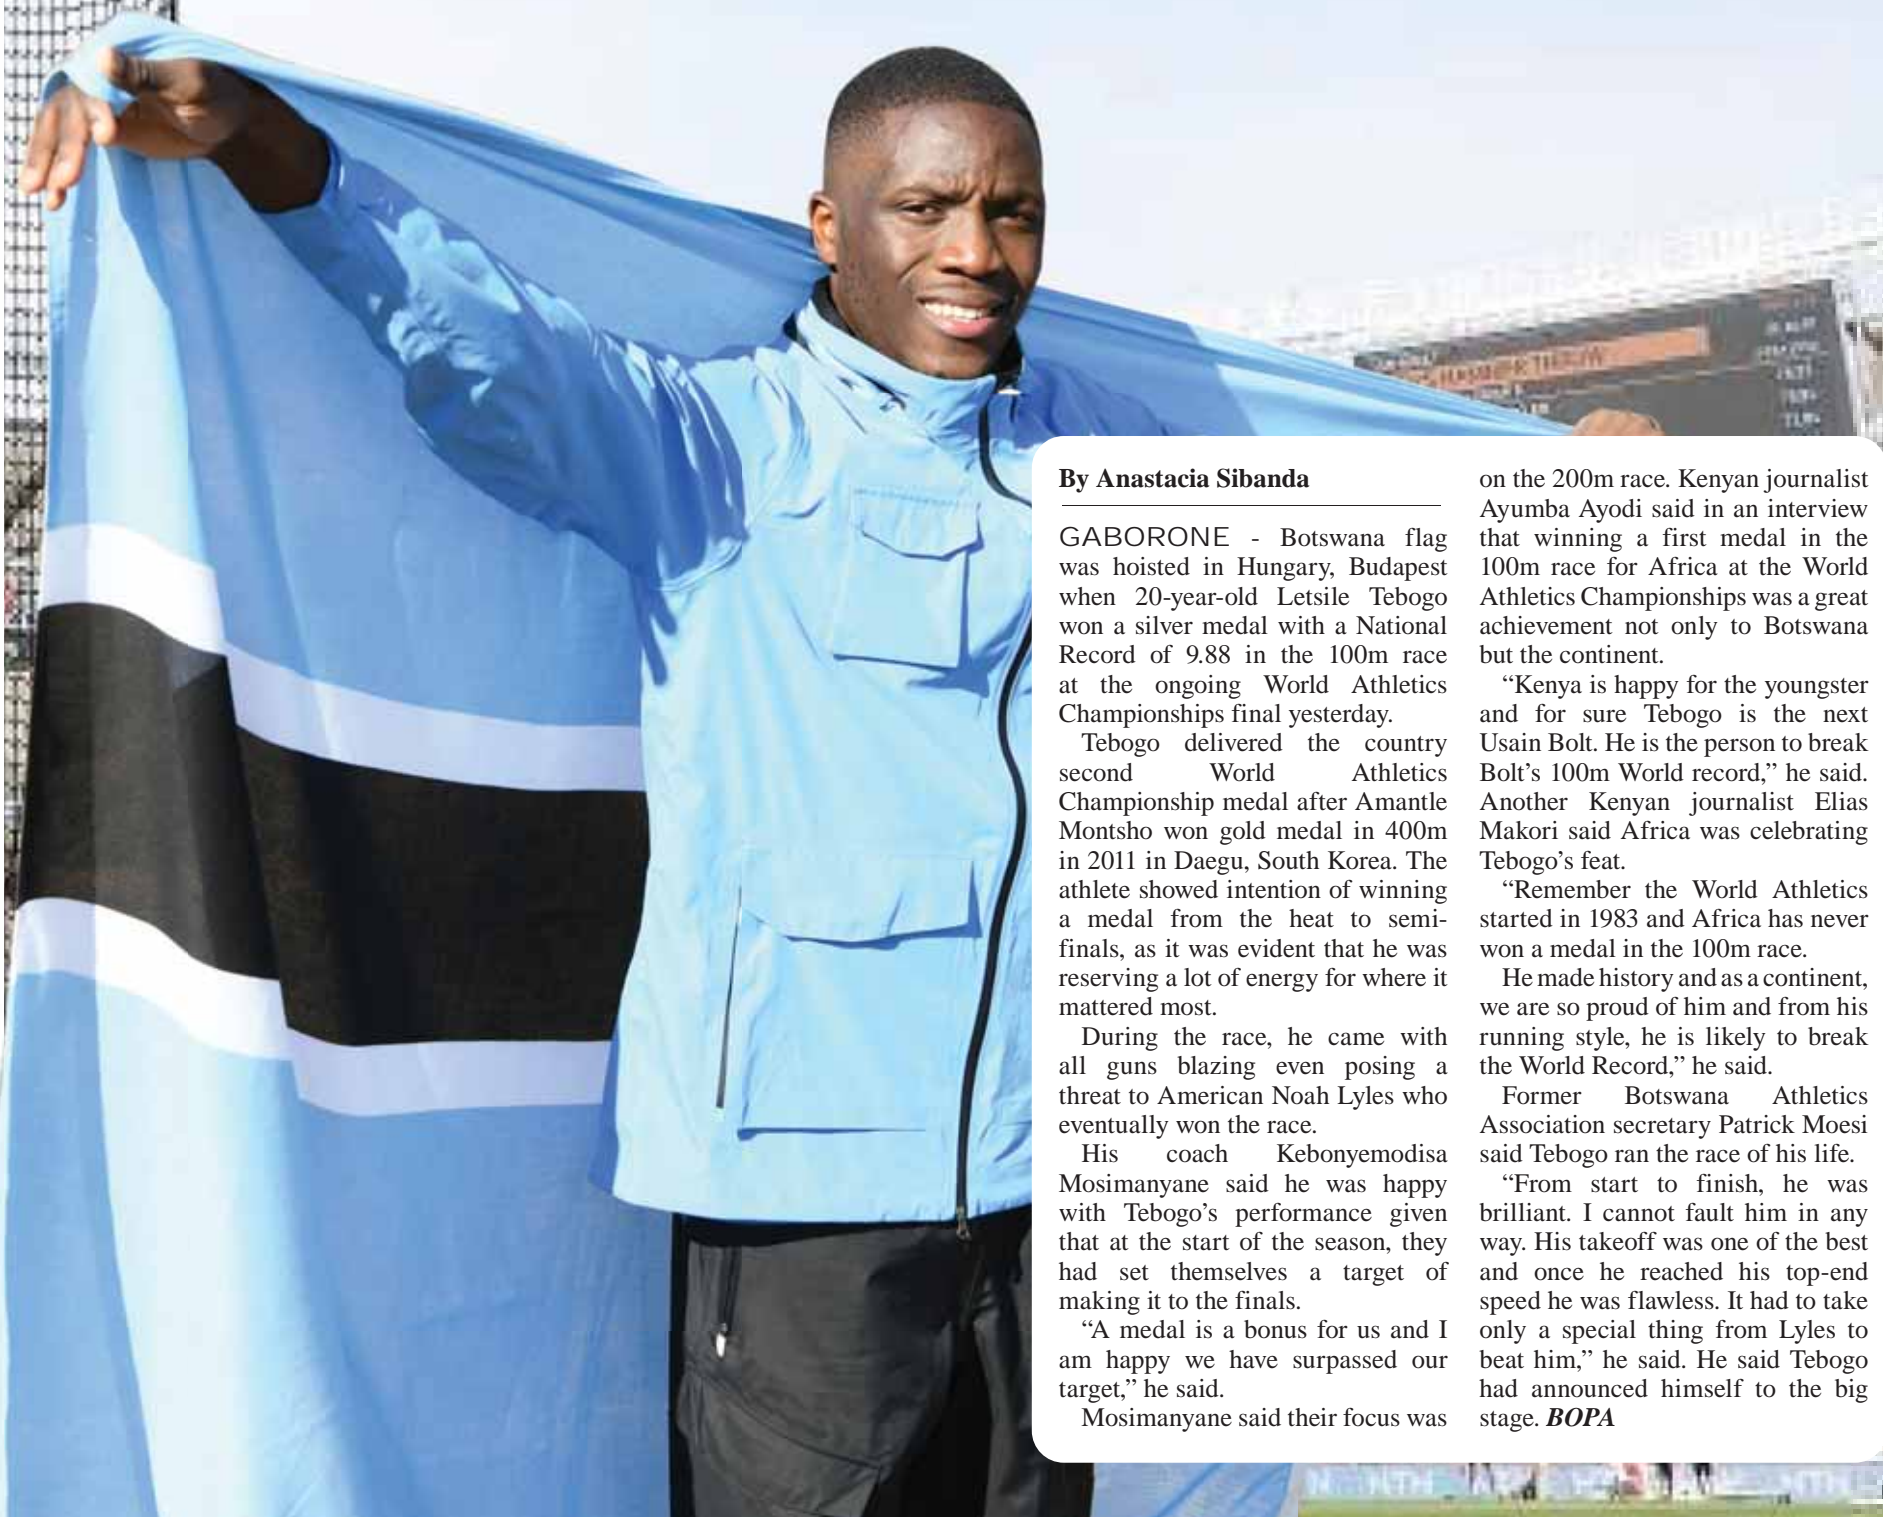 HAMMER THROW
By Anastacia Sibanda
GABORONE - Botswana flag
was hoisted in Hungary, Budapest
when 20-year-old Letsile Tebogo
won a silver medal with a National
Record of 9.88 in the 100m race
at the ongoing World Athletics
Championships final yesterday.
Tebogo delivered the country
second World Athletics
Championship medal after Amantle
Montsho won gold medal in 400m
in 2011 in Daegu, South Korea. The
athlete showed intention of winning
a medal from the heat to semi-
finals, as it was evident that he was
reserving a lot of energy for where it
mattered most.
During the race, he came with
all guns blazing even posing a
threat to American Noah Lyles who
eventually won the race.
His coach Kebonyemodisa
Mosimanyane said he was happy
with Tebogo’s performance given
that at the start of the season, they
had set themselves a target of
making it to the finals.
“A medal is a bonus for us and I
am happy we have surpassed our
target,” he said.
Mosimanyane said their focus was
on the 200m race. Kenyan journalist
Ayumba Ayodi said in an interview
that winning a first medal in the
100m race for Africa at the World
Athletics Championships was a great
achievement not only to Botswana
but the continent.
“Kenya is happy for the youngster
and for sure Tebogo is the next
Usain Bolt. He is the person to break
Bolt’s 100m World record,” he said.
Another Kenyan journalist Elias
Makori said Africa was celebrating
Tebogo’s feat.
“Remember the World Athletics
started in 1983 and Africa has never
won a medal in the 100m race.
He made history and as a continent,
we are so proud of him and from his
running style, he is likely to break
the World Record,” he said.
Former Botswana Athletics
Association secretary Patrick Moesi
said Tebogo ran the race of his life.
“From start to finish, he was
brilliant. I cannot fault him in any
way. His takeoff was one of the best
and once he reached his top-end
speed he was flawless. It had to take
only a special thing from Lyles to
beat him,” he said. He said Tebogo
had announced himself to the big
stage. BOPA